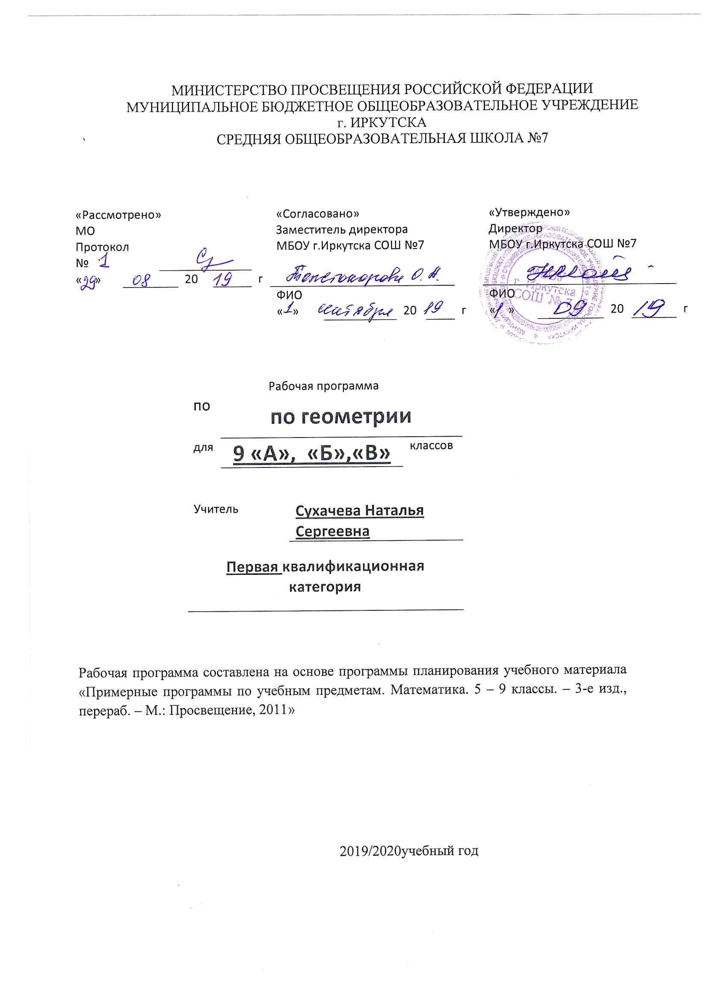 МИНИСТЕРСТВО ПРОСВЕЩЕНИЯ РОССИЙСКОЙ ФЕДЕРАЦИИ
МУНИЦИПАЛЬНОЕ БЮДЖЕТНОЕ ОБЩЕОБРАЗОВАТЕЛЬНОЕ УЧРЕЖДЕНИЕ
г. ИРКУТСКА
СРЕДНЯЯ ОБЩЕОБРАЗОВАТЕЛЬНАЯ ШКОЛА №7
«Рассмотрено»
МО
Протокол
№ 1
«29» 08 20 19 г
«Согласовано»
Заместитель директора
МБОУ г.Иркутска СОШ №7
О. А.
ФИО
«1» сентября 20 19 г
«Утверждено»
Директор
МБОУ г.Иркутска СОШ №7
ФИО
«1» 09 20 19 г
г. Иркутска
СОШ № 7
Рабочая программа
по
по геометрии
для 9 «А», «Б»,«В» классов
Учитель Сухачева Наталья
Сергеевна
Первая квалификационная
категория
Рабочая программа составлена на основе программы планирования учебного материала
«Примерные программы по учебным предметам. Математика. 5 – 9 классы. – 3-е изд.,
перераб. – М.: Просвещение, 2011»
2019/2020учебный год